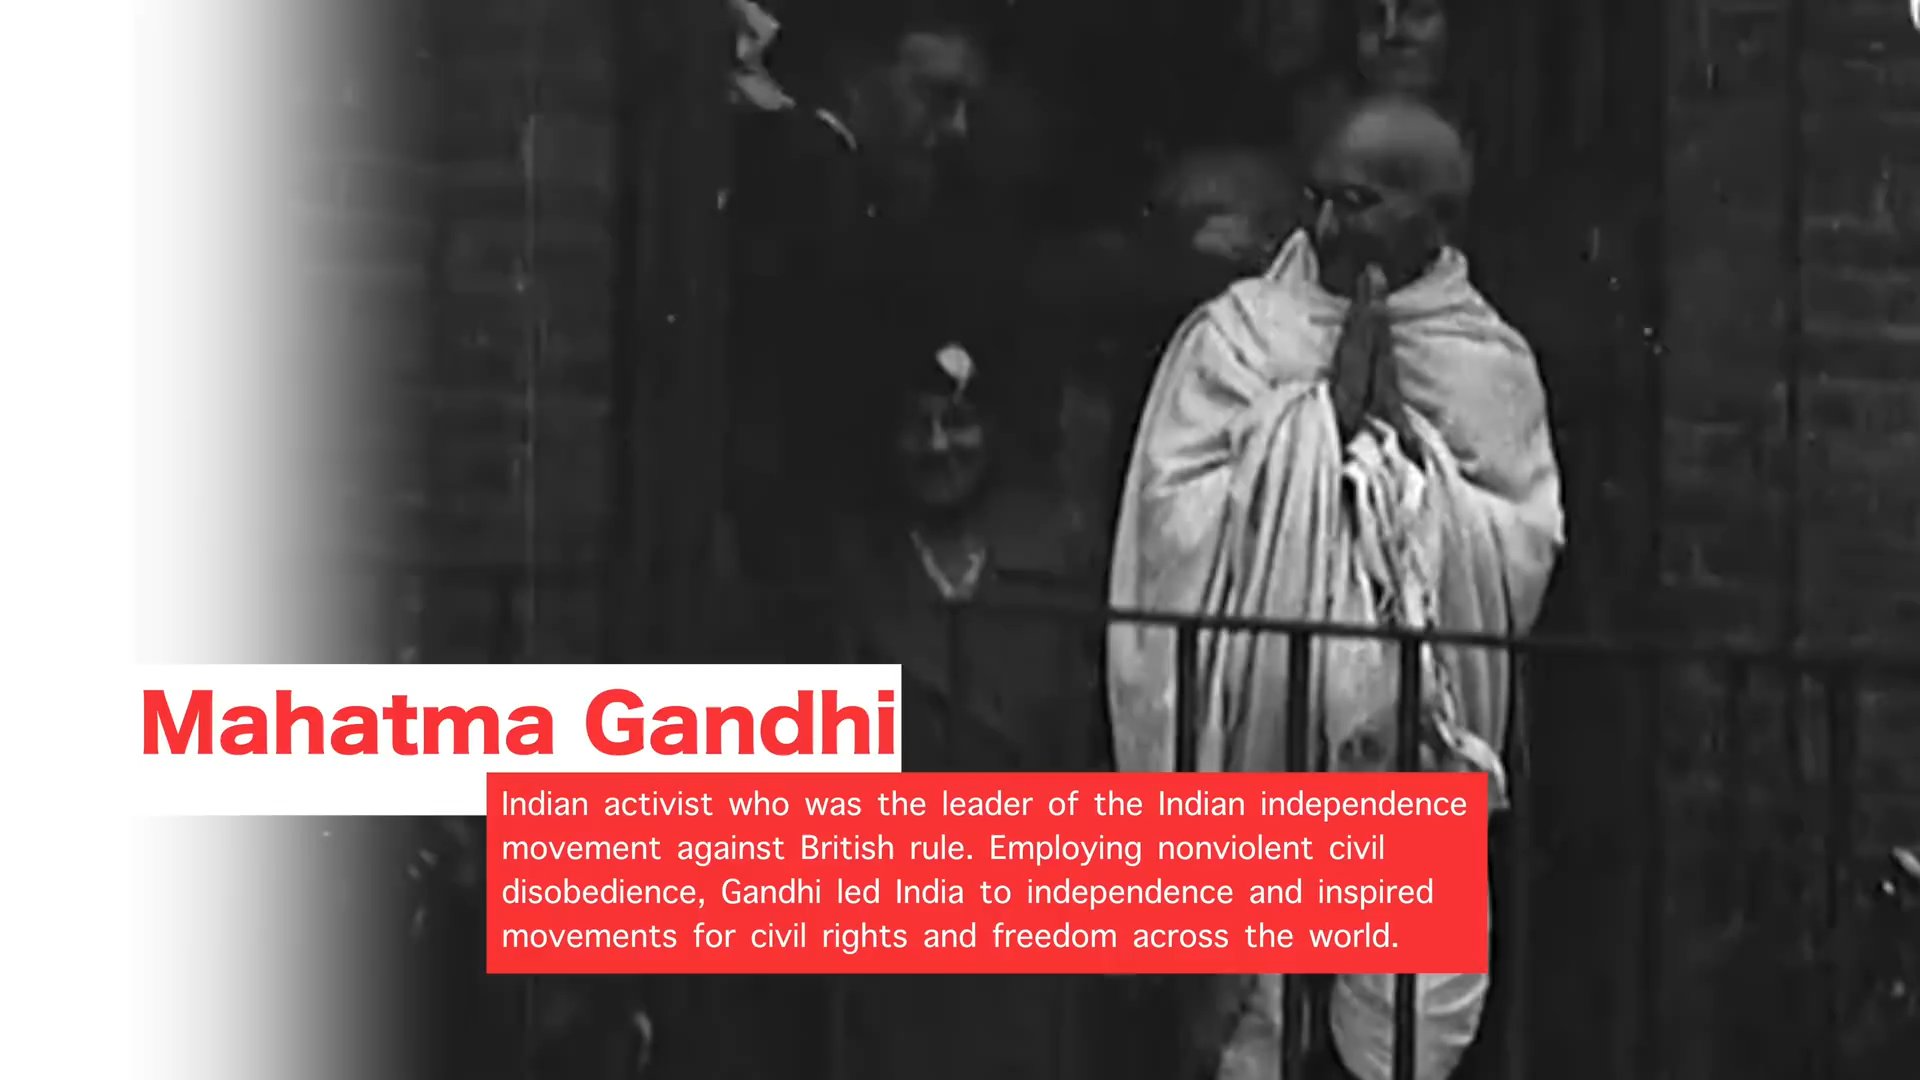 Mahatma Gandhi
Indian activist who was the leader of the Indian independence
movement against British rule. Employing nonviolent civil
disobedience, Gandhi led India to independence and inspired
movements for civil rights and freedom across the world.